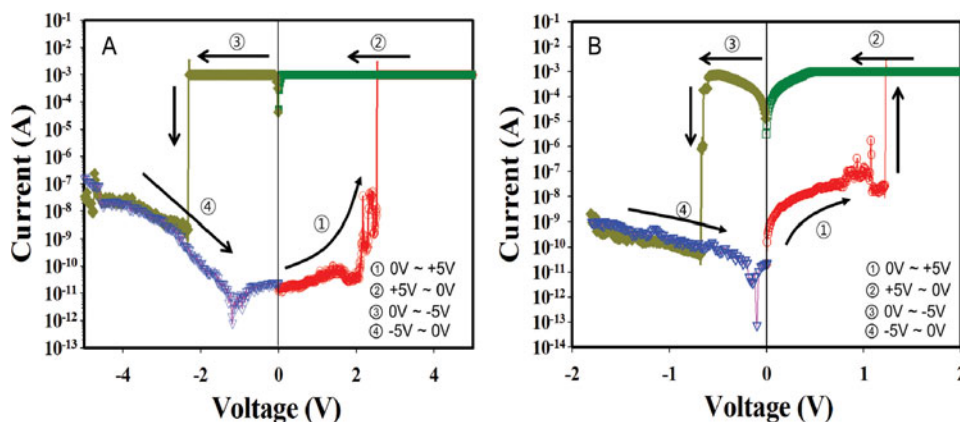 A
③
②
④
①
① 0V ~ +5V
② +5V ~ 0V
③ 0V ~ -5V
④ -5V ~ 0V
10-1
10-2
10-3
10-4
10-5
10-6
10-7
10-8
10-9
10-10
10-11
10-12
10-13
Current (A)
-4 -2 0 2 4
Voltage (V)
B
③
②
④
①
① 0V ~ +5V
② +5V ~ 0V
③ 0V ~ -5V
④ -5V ~ 0V
10-1
10-2
10-3
10-4
10-5
10-6
10-7
10-8
10-9
10-10
10-11
10-12
10-13
10-14
Current (A)
-2 -1 0 1 2
Voltage (V)